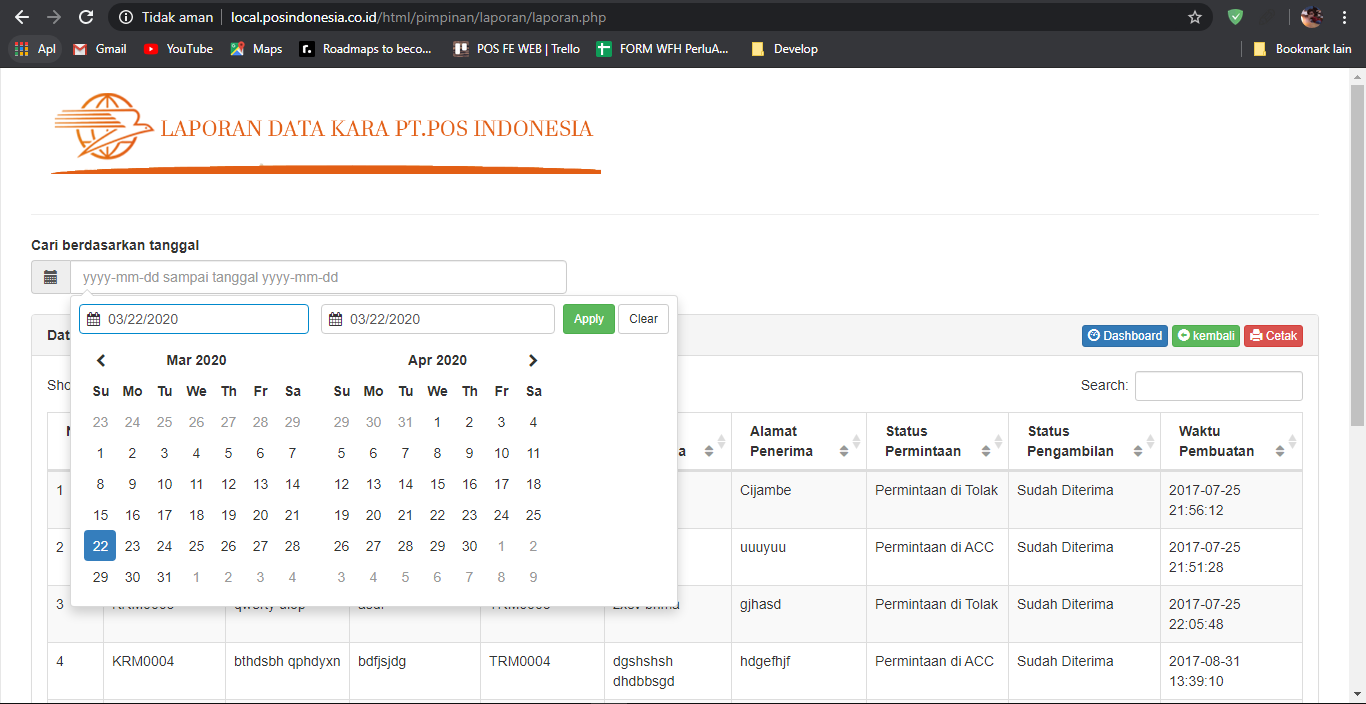 Tidak aman local.posindonesia.co.id/html/pimpinan/laporan/laporan.php
Apl Gmail YouTube Maps Roadmaps to beco... POS FE WEB | Trello FORM WFH PerluA... Develop Bookmark lain
LAPORAN DATA KARA PT.POS INDONESIA
Cari berdasarkan tanggal
yyyy-mm-dd sampai tanggal yyyy-mm-dd
03/22/2020 03/22/2020 Apply Clear
Mar 2020 Apr 2020
Su Mo Tu We Th Fr Sa Su Mo Tu We Th Fr Sa
23 24 25 26 27 28 29 29 30 31 1 2 3 4
1 2 3 4 5 6 7 5 6 7 8 9 10 11
8 9 10 11 12 13 14 12 13 14 15 16 17 18
15 16 17 18 19 20 21 19 20 21 22 23 24 25
22 23 24 25 26 27 28 26 27 28 29 30 1 2
29 30 31 1 2 3 4 3 4 5 6 7 8 9
Dat Dashboard kembali Cetak
Sho Search:
a Alamat Penerima Status Permintaan Status Pengambilan Waktu Pembuatan
1 Cijambe Permintaan di Tolak Sudah Diterima 2017-07-25
21:56:12
2 uuuyuu Permintaan di ACC Sudah Diterima 2017-07-25
21:51:28
3 gjhasd Permintaan di Tolak Sudah Diterima 2017-07-25
22:05:48
4 KRM0004 bthdsbh qphdyxn bdfjsjdg TRM0004 dgshshsh hdgefhjf Permintaan di ACC Sudah Diterima 2017-08-31
dhdbbsgd 13:39:10